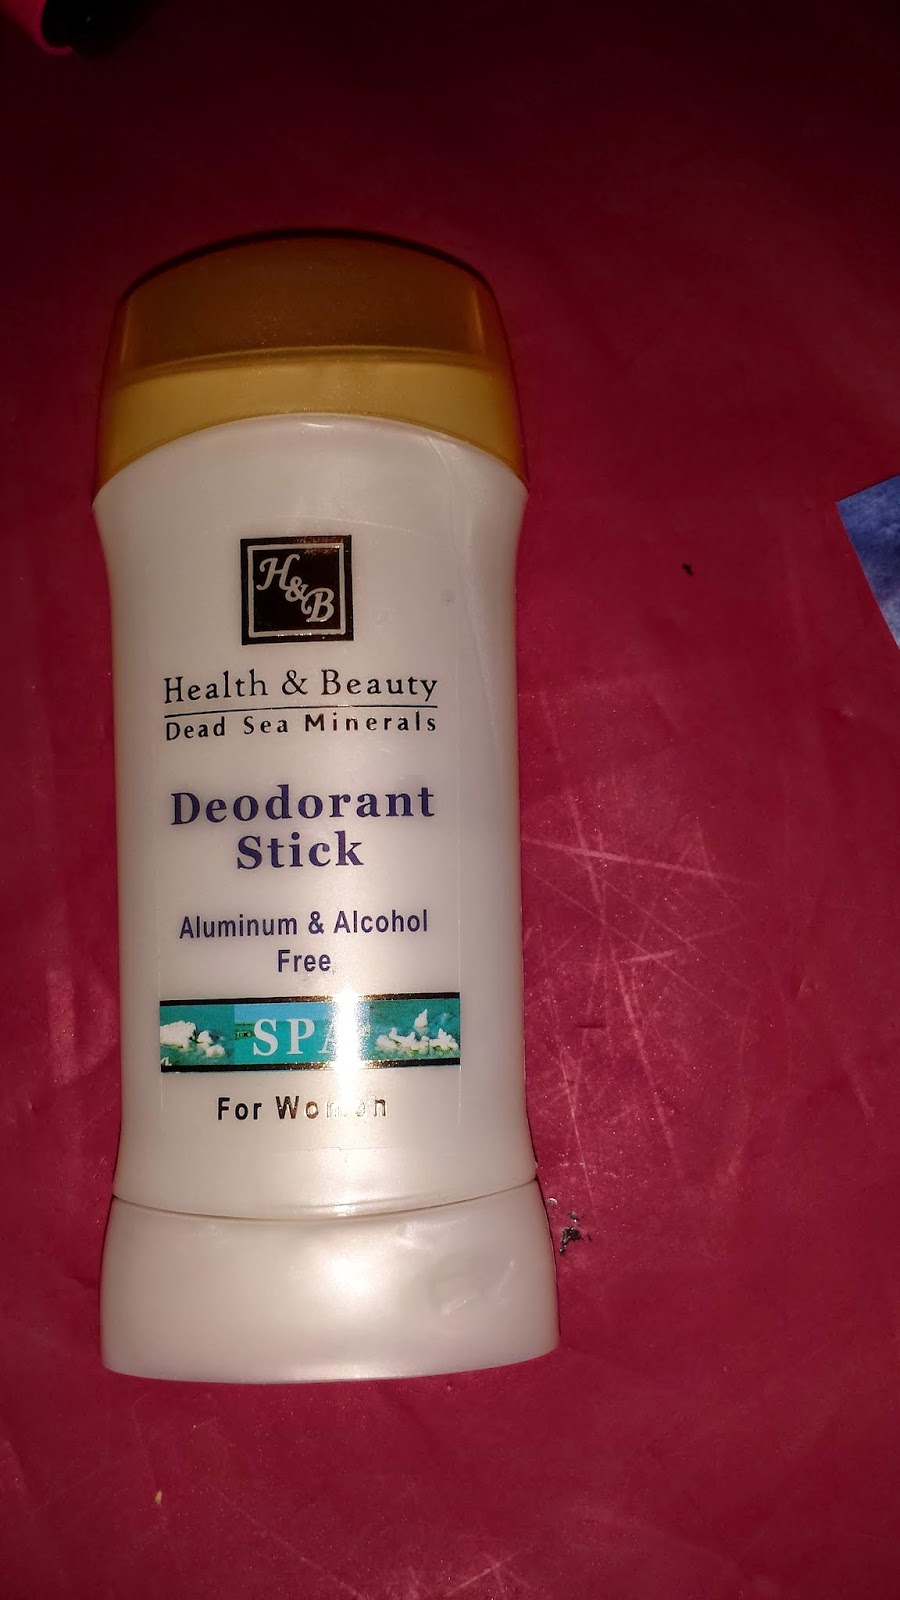 H&B
Health & Beauty
Dead Sea Minerals
Deodorant
Stick
Aluminum & Alcohol
Free
SPA
For Women